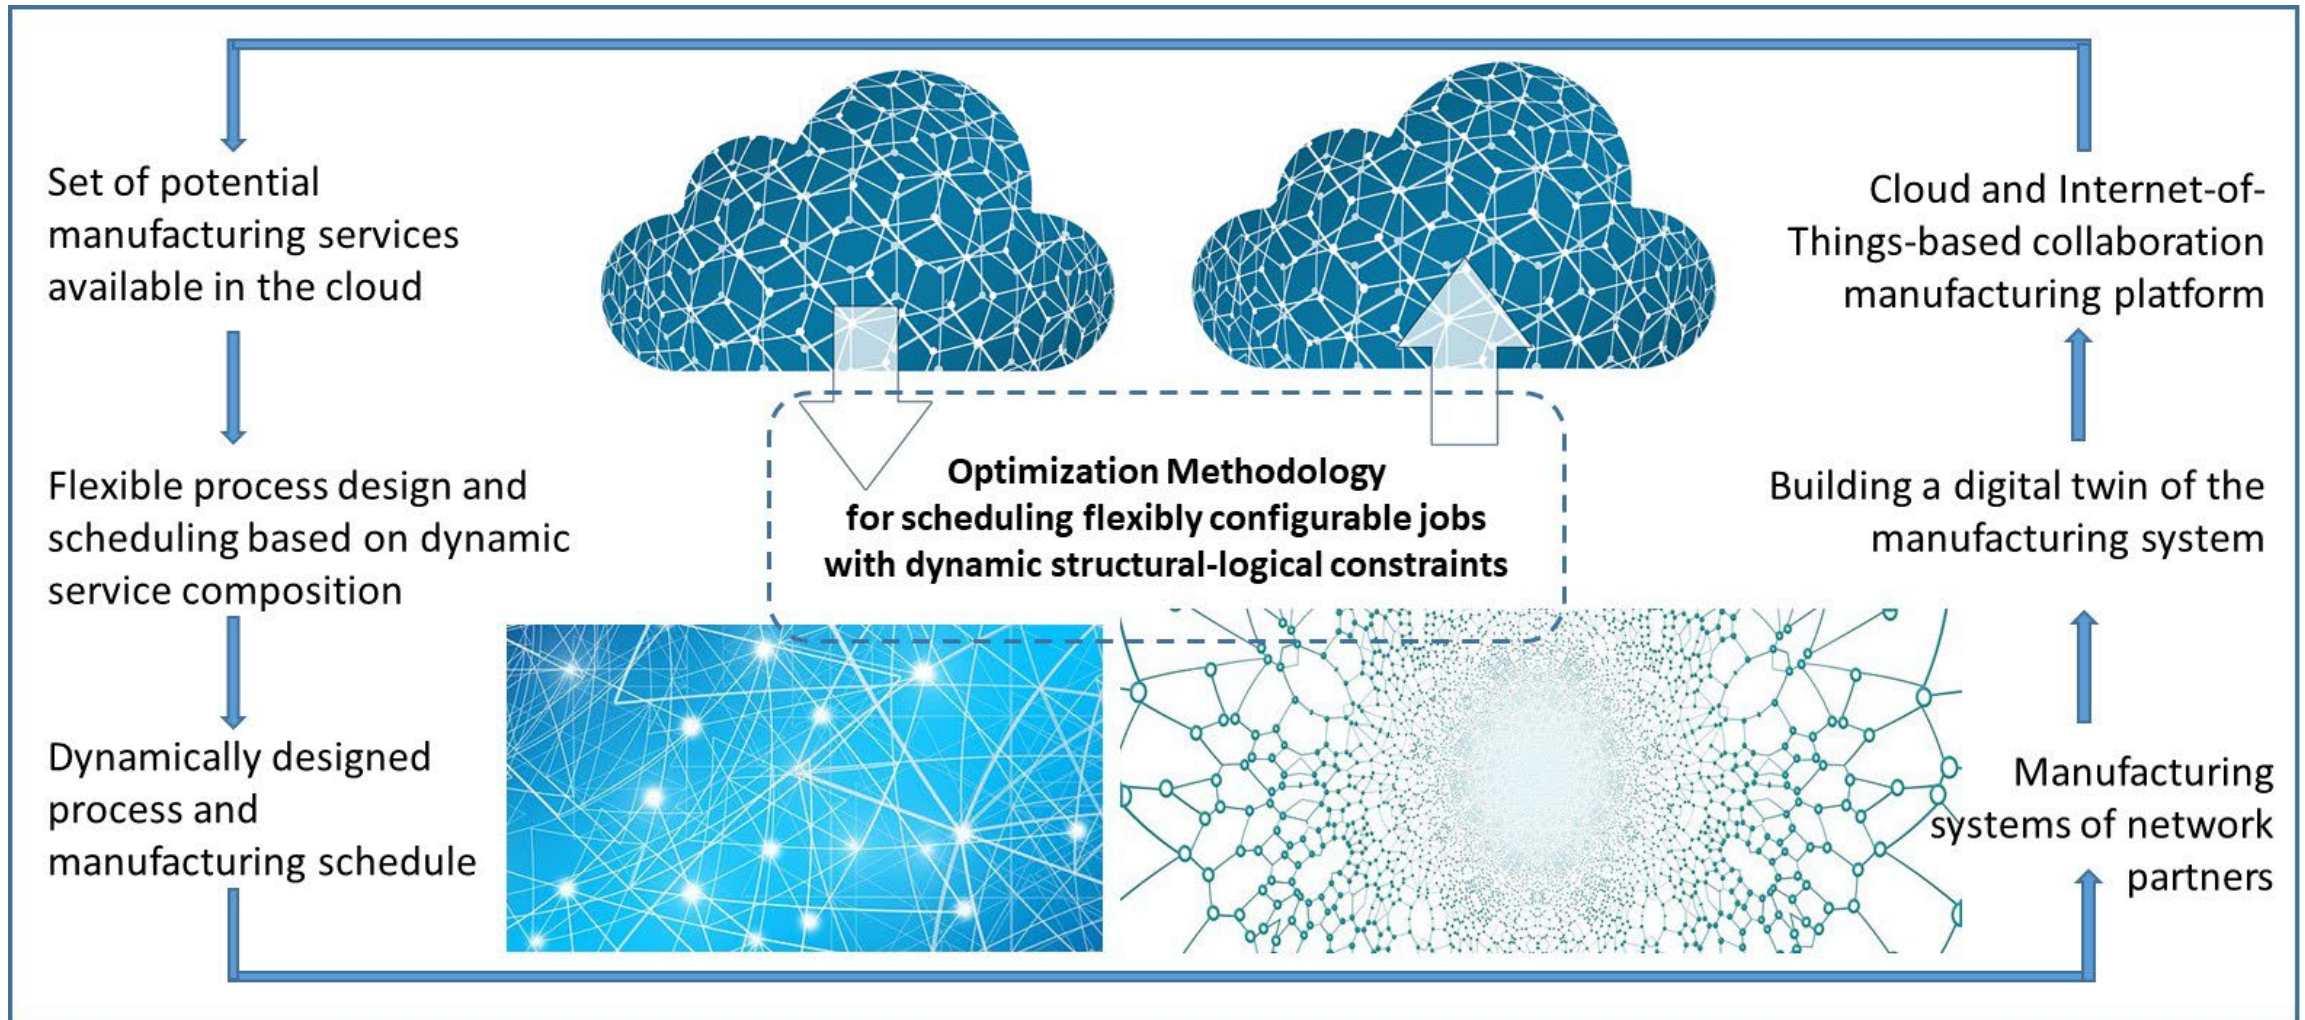 Set of potential
manufacturing services
available in the cloud
Flexible process design and
scheduling based on dynamic
service composition
Dynamically designed
process and
manufacturing schedule
Optimization Methodology
for scheduling flexibly configurable jobs
with dynamic structural-logical constraints
Cloud and Internet-of-
Things-based collaboration
manufacturing platform
Building a digital twin of the
manufacturing system
Manufacturing
systems of network
partners